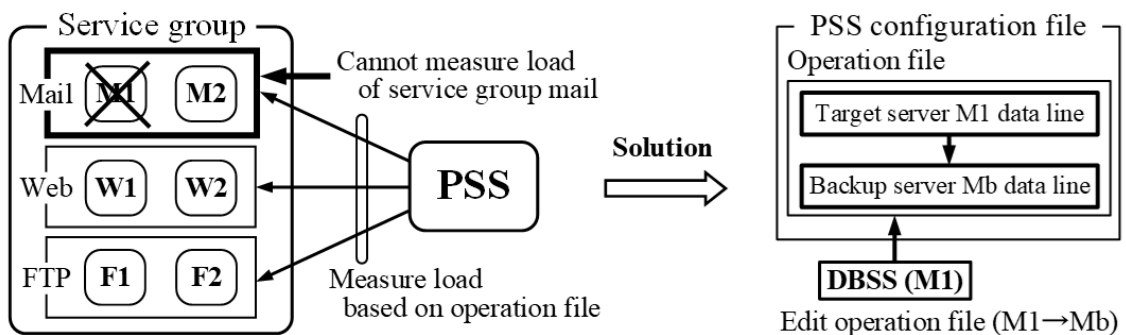 Service group
Mail
M1
M2
Web
W1
W2
FTP
F1
F2
Cannot measure load
of service group mail
PSS
Measure load
based on operation file
Solution
PSS configuration file
Operation file
Target server M1 data line
Backup server Mb data line
DBSS (M1)
Edit operation file (M1→Mb)